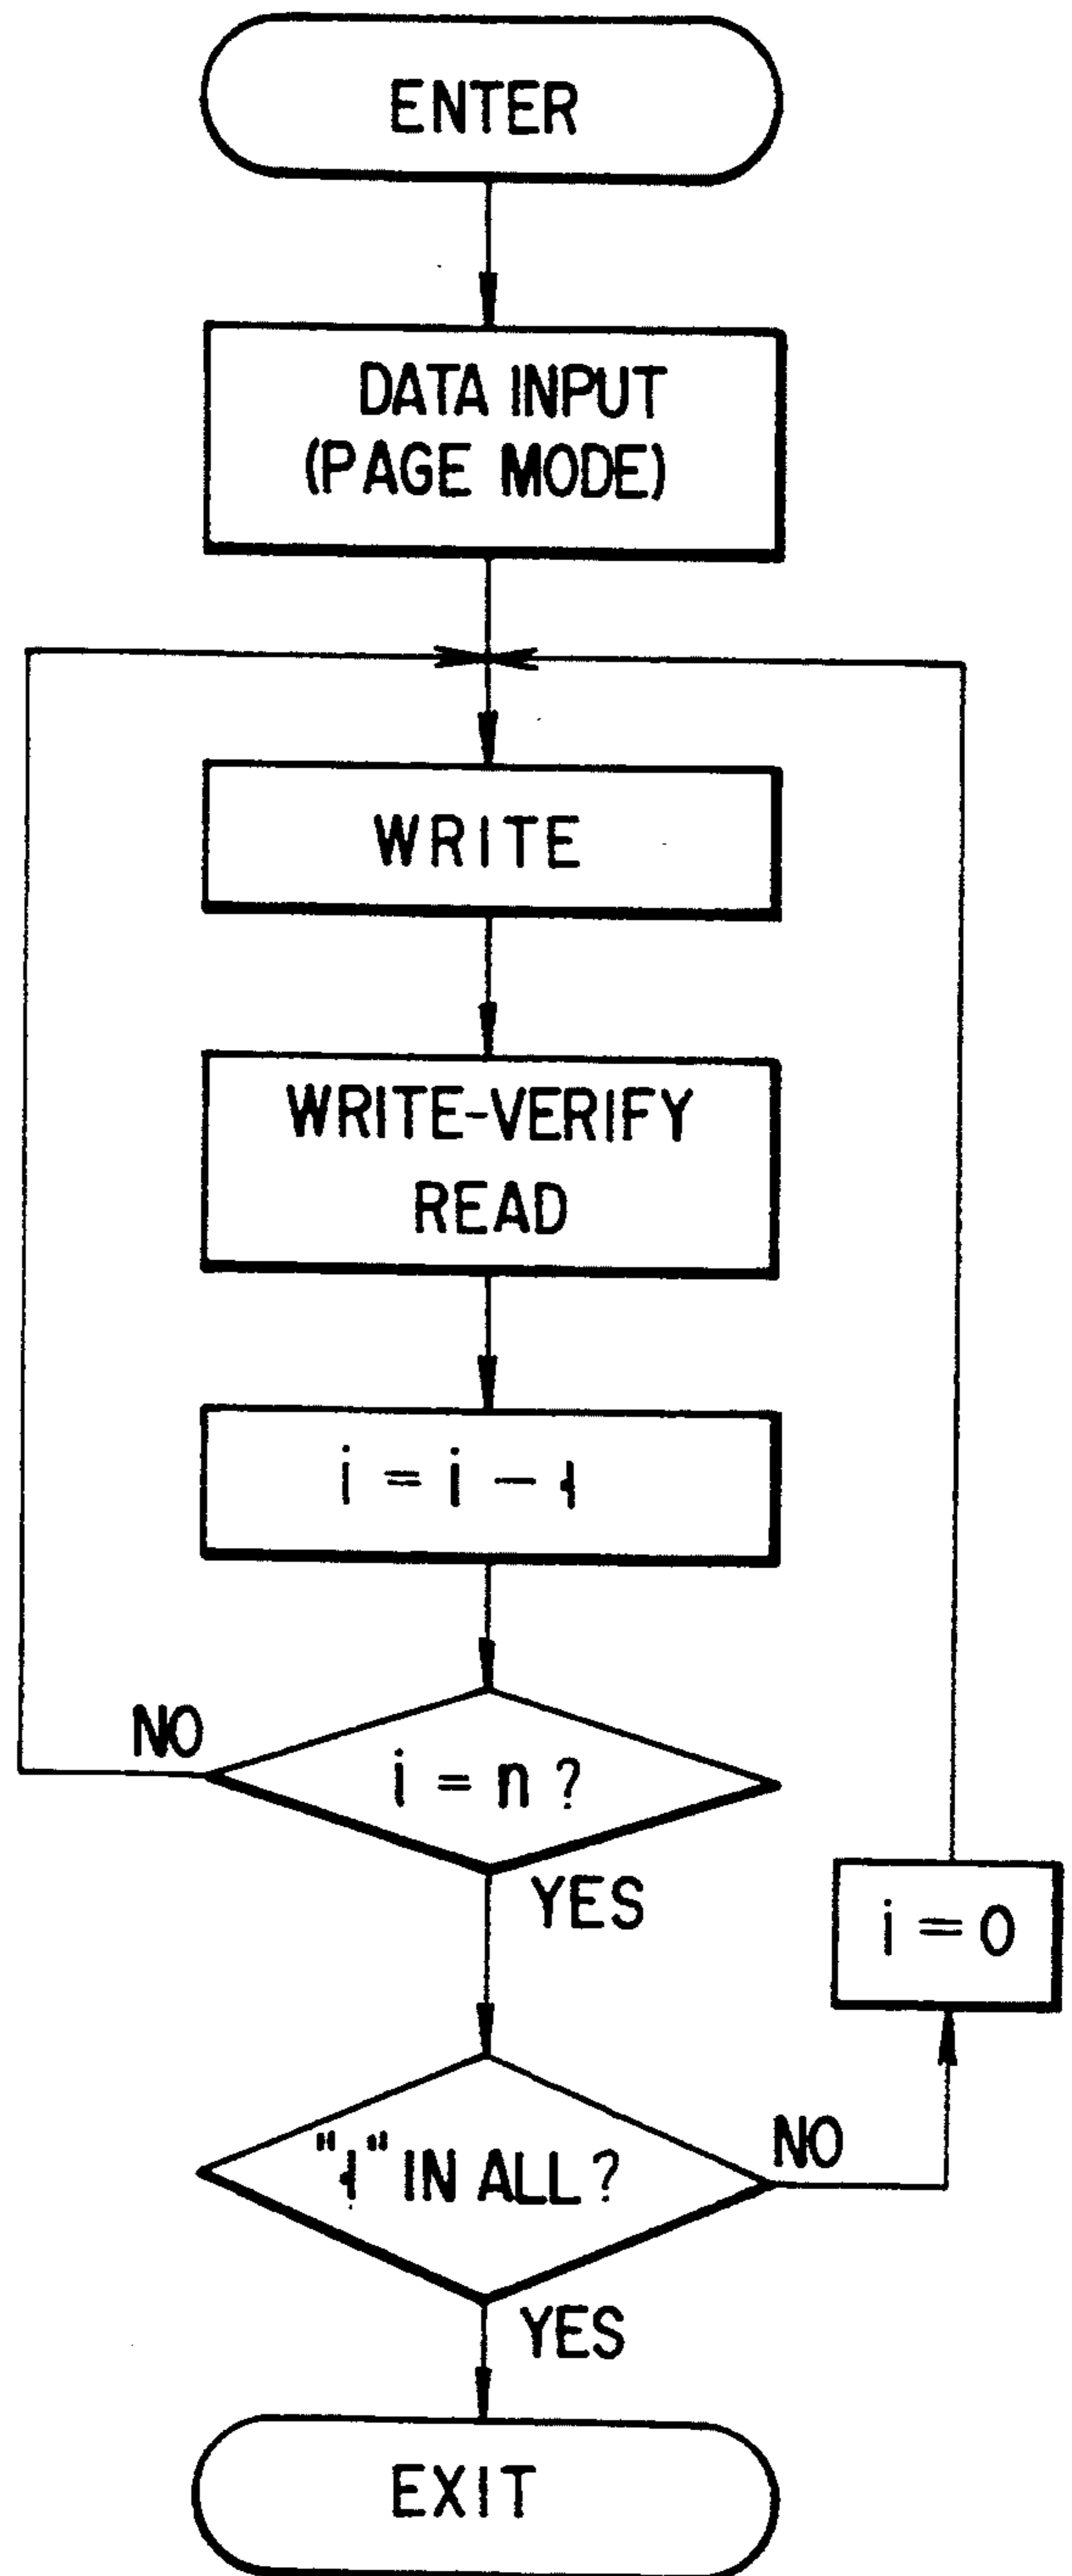 ENTER
DATA INPUT
(PAGE MODE)
WRITE
WRITE-VERIFY
READ
i = i - 1
NO
i = n ?
YES
i = 0
"1" IN ALL ?
NO
YES
EXIT